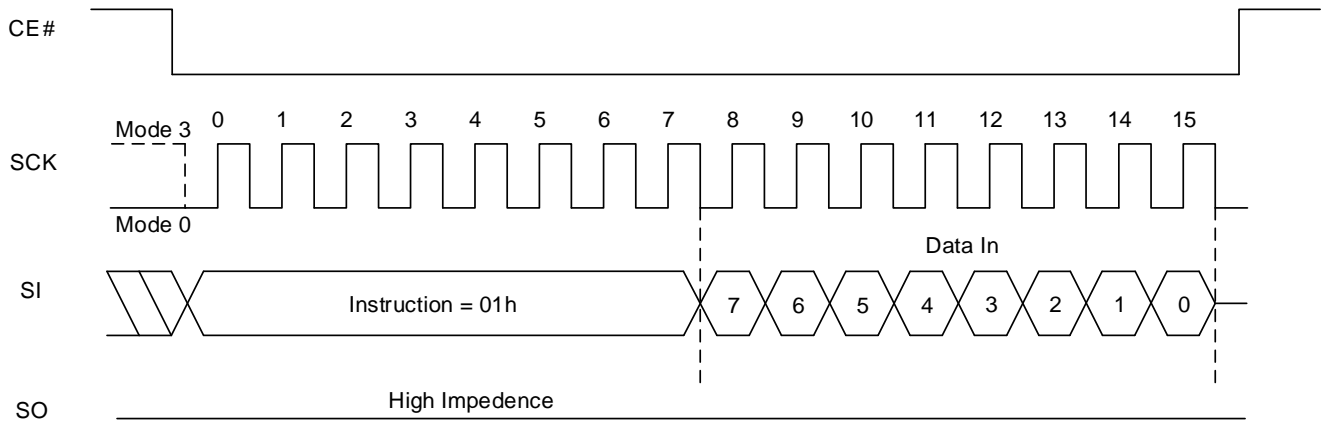 CE#
Mode 3
0 1 2 3 4 5 6 7 8 9 10 11 12 13 14 15
SCK
Mode 0
Data In
SI
Instruction = 01h
7 6 5 4 3 2 1 0
High Impedence
SO